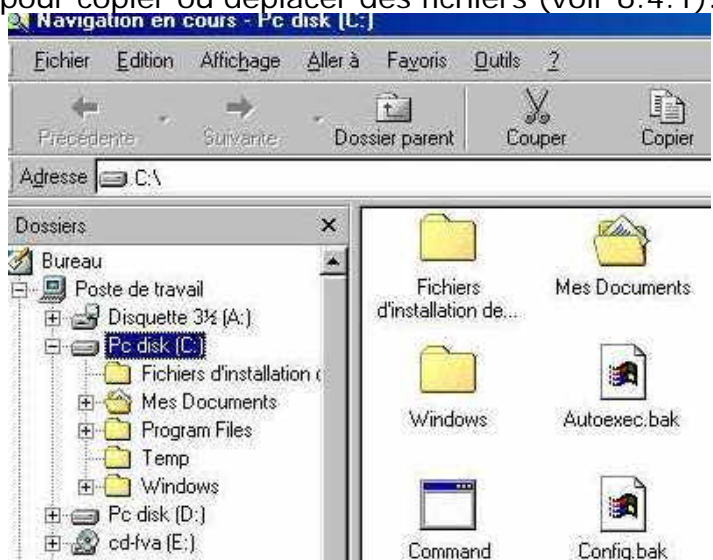 pour copier ou déplacer des fichiers (voir 6.4.1).
Navigation en cours - Pc disk (C:)
Fichier Edition Affichage Aller à Favoris Outils ?
Précédente Suivante Dossier parent Couper Copier
Adresse C:\
Dossiers
Bureau
Poste de travail
Disquette 3½ (A:)
Pc disk (C:)
Fichiers d'installation
Mes Documents
Program Files
Temp
Windows
Pc disk (D:)
cd-fva (E:)
Fichiers
d'installation de...
Mes Documents
Windows
Autoexec.bak
Command
Config.bak